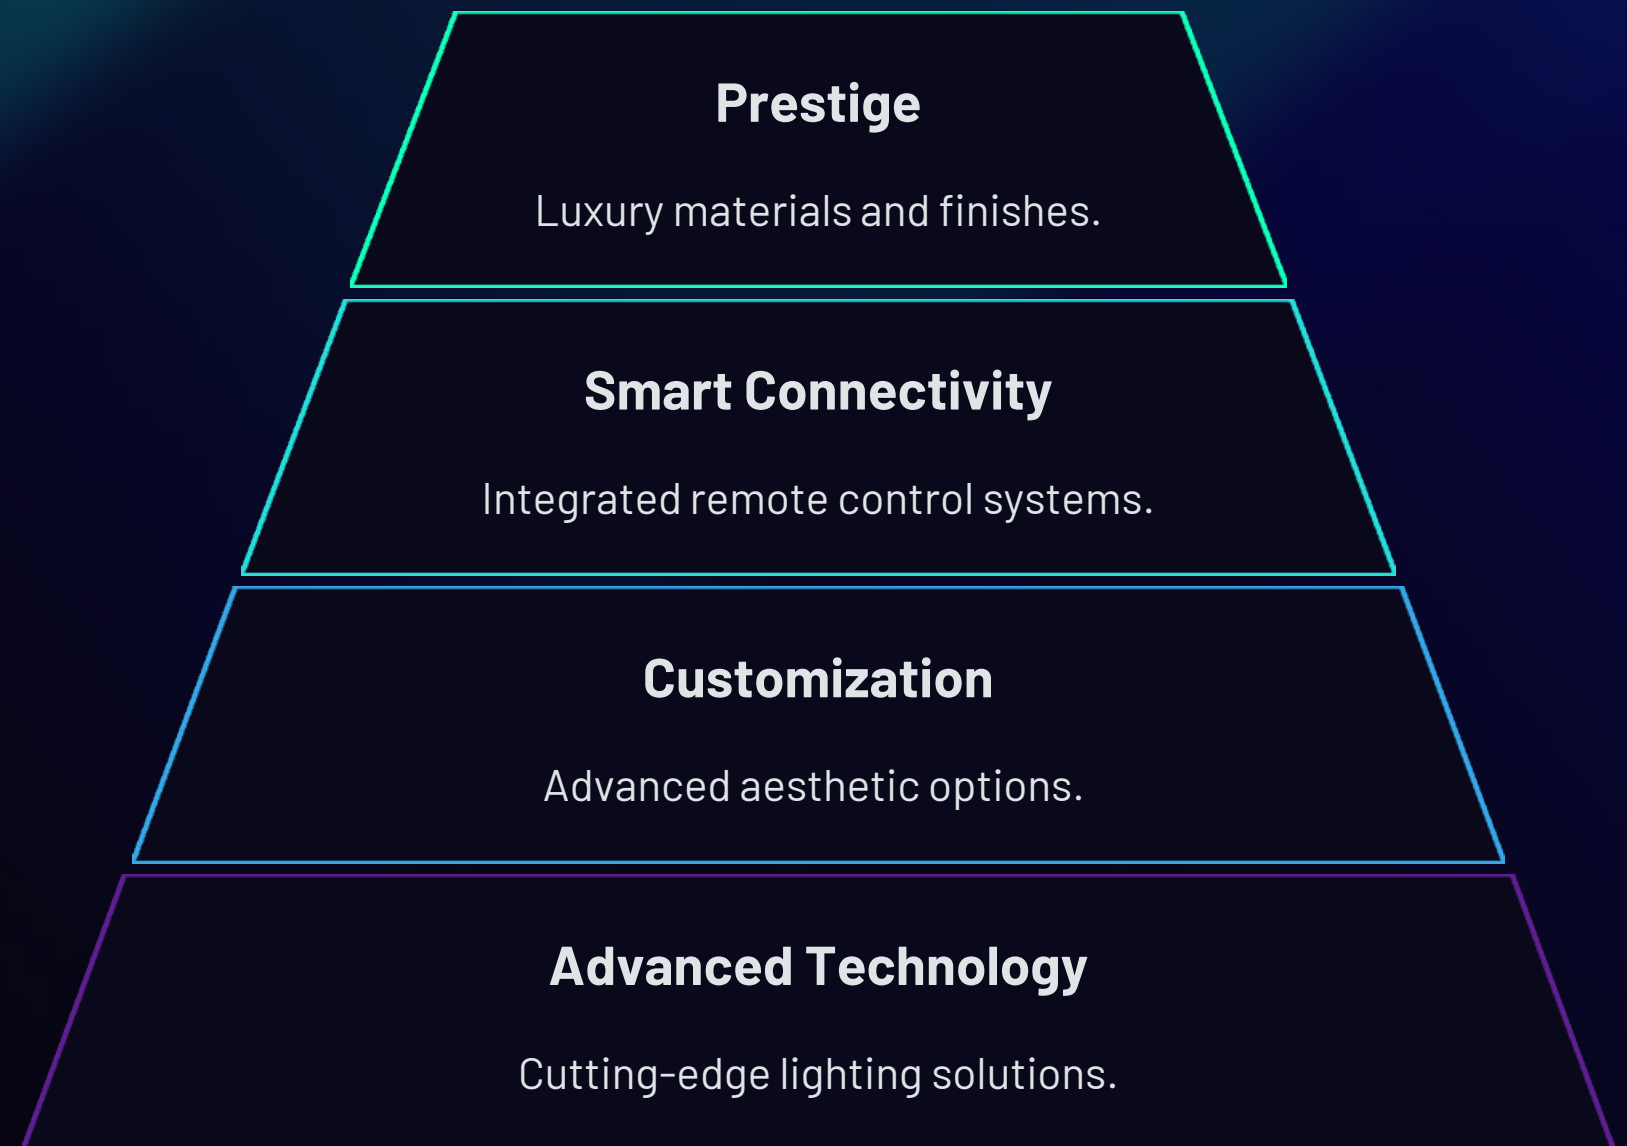 Prestige
Luxury materials and finishes.
Smart Connectivity
Integrated remote control systems.
Customization
Advanced aesthetic options.
Advanced Technology
Cutting-edge lighting solutions.